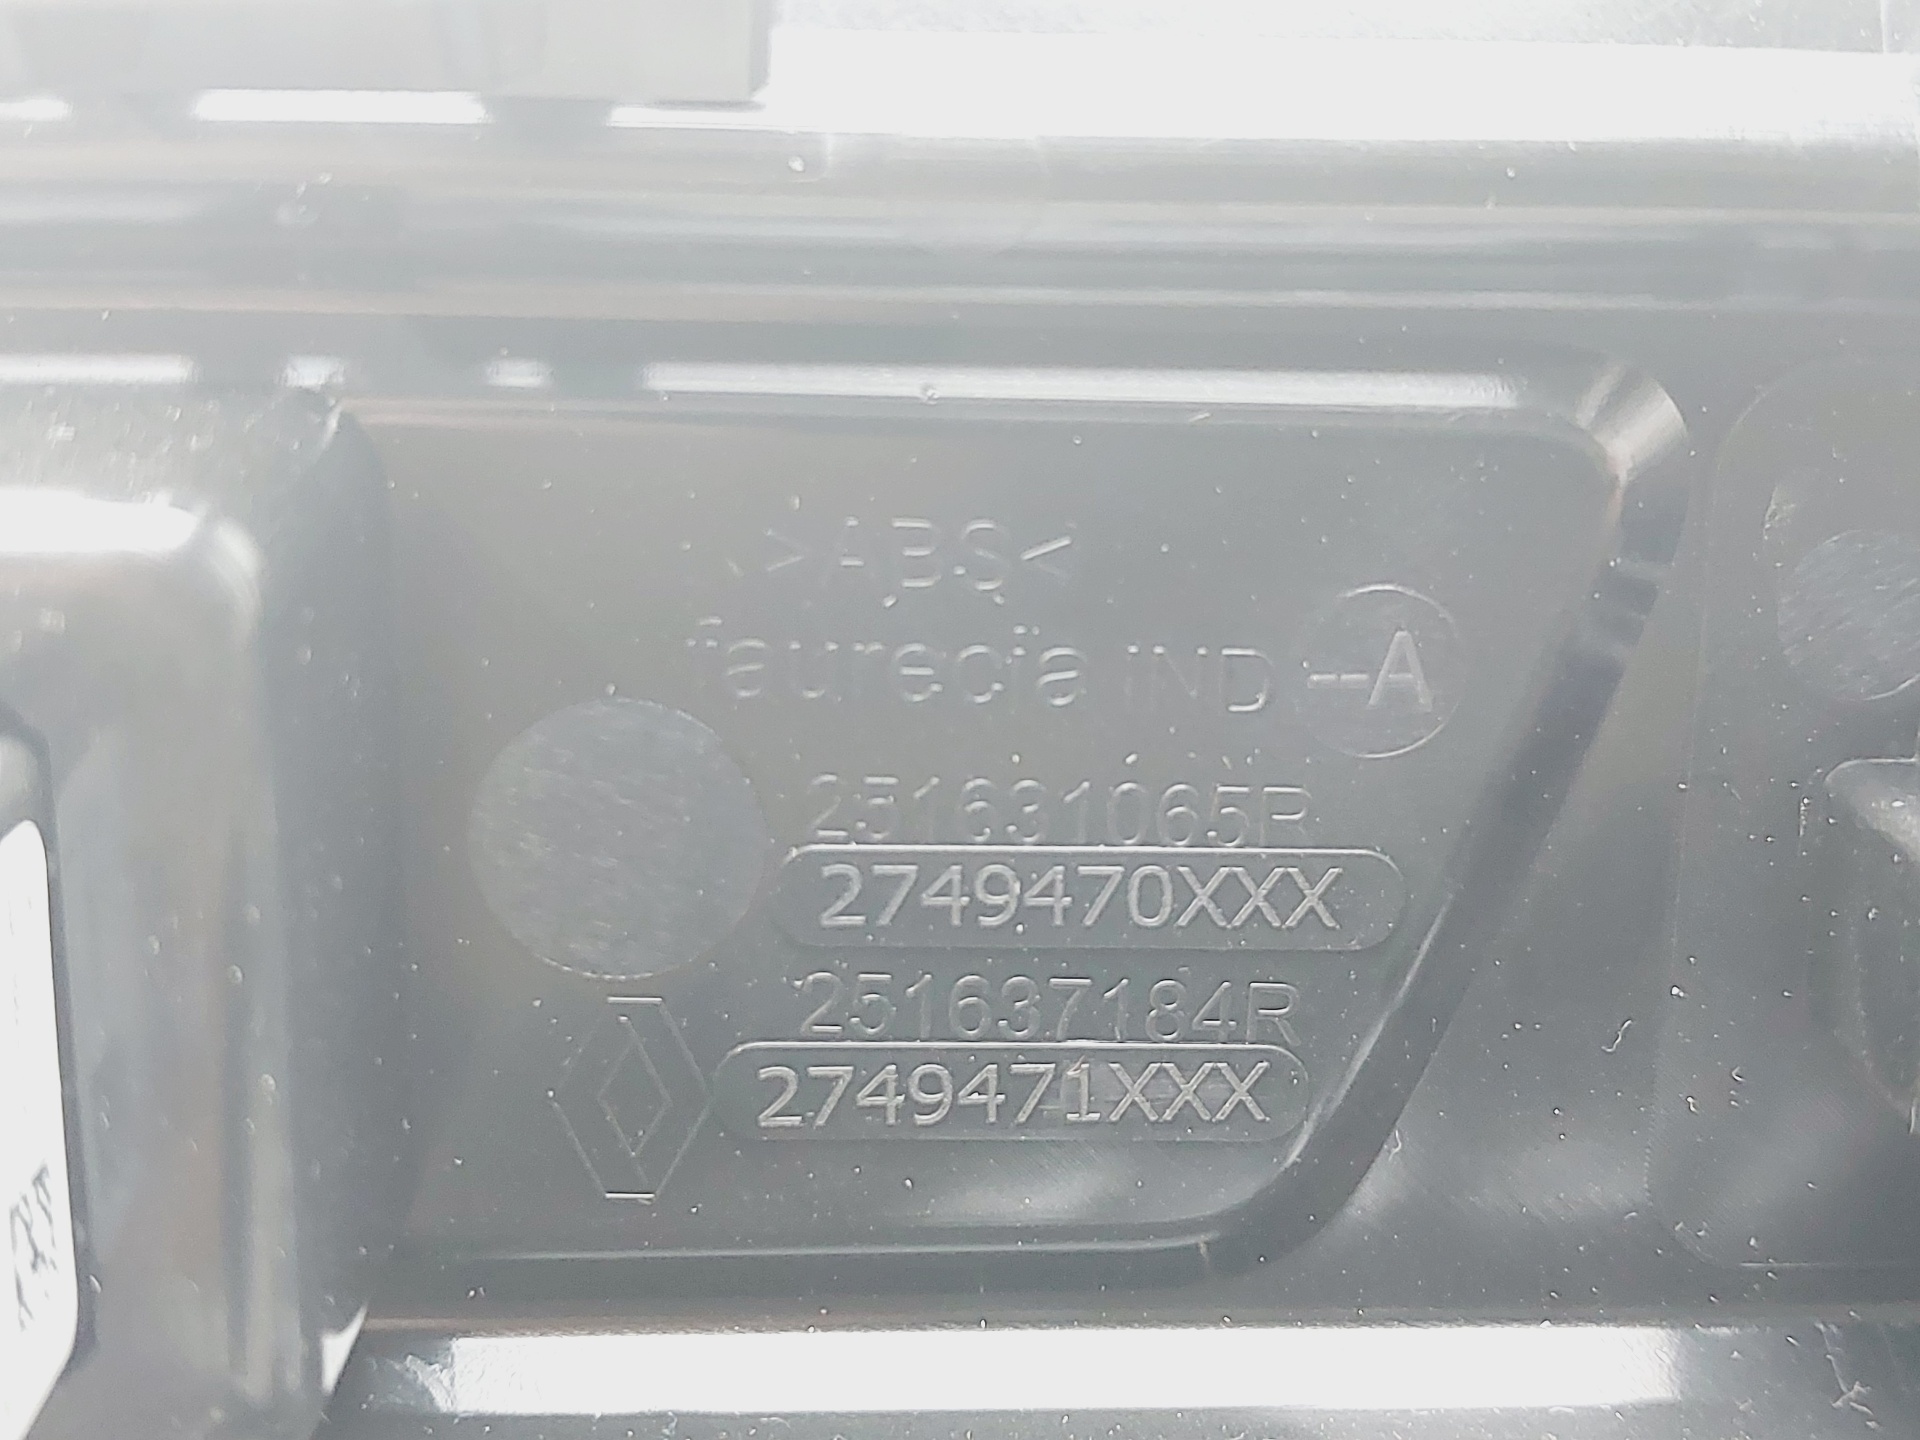 >ABS<
faurecia IND --A
251631065R
2749470XXX
251637184R
2749471XXX